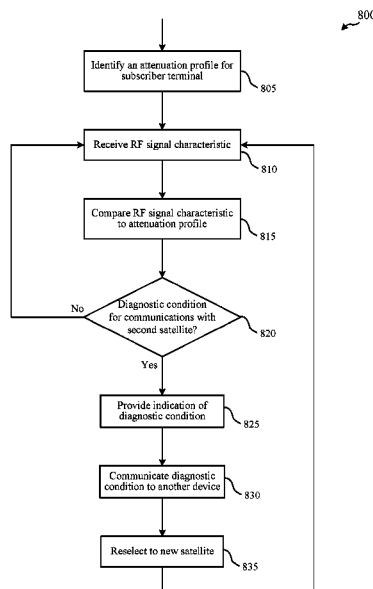 800
Identify an attenuation profile for
subscriber terminal
805
Receive RF signal characteristic
810
Compare RF signal characteristic
to attenuation profile
815
Diagnostic condition
for communications with
second satellite?
820
No
Yes
Provide indication of
diagnostic condition
825
Communicate diagnostic
condition to another device
830
Reselect to new satellite
835